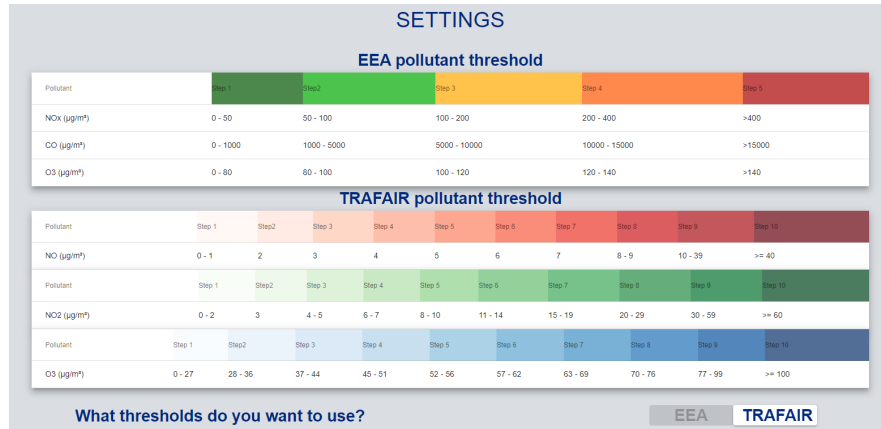 SETTINGS
EEA pollutant threshold
Pollutant Step 1 Step2 Step 3 Step 4 Step 5
NOx (µg/m³) 0 - 50 50 - 100 100 - 200 200 - 400 >400
CO (µg/m³) 0 - 1000 1000 - 5000 5000 - 10000 10000 - 15000 >15000
O3 (µg/m³) 0 - 80 80 - 100 100 - 120 120 - 140 >140
TRAFAIR pollutant threshold
Pollutant Step 1 Step2 Step 3 Step 4 Step 5 Step 6 Step 7 Step 8 Step 9 Step 10
NO (µg/m³) 0 - 1 2 3 4 5 6 7 8 - 9 10 - 39 >= 40
Pollutant Step 1 Step2 Step 3 Step 4 Step 5 Step 6 Step 7 Step 8 Step 9 Step 10
NO2 (µg/m³) 0 - 2 3 4 - 5 6 - 7 8 - 10 11 - 14 15 - 19 20 - 29 30 - 59 >= 60
Pollutant Step 1 Step2 Step 3 Step 4 Step 5 Step 6 Step 7 Step 8 Step 9 Step 10
O3 (µg/m³) 0 - 27 28 - 36 37 - 44 45 - 51 52 - 56 57 - 62 63 - 69 70 - 76 77 - 99 >= 100
What thresholds do you want to use? EEA TRAFAIR